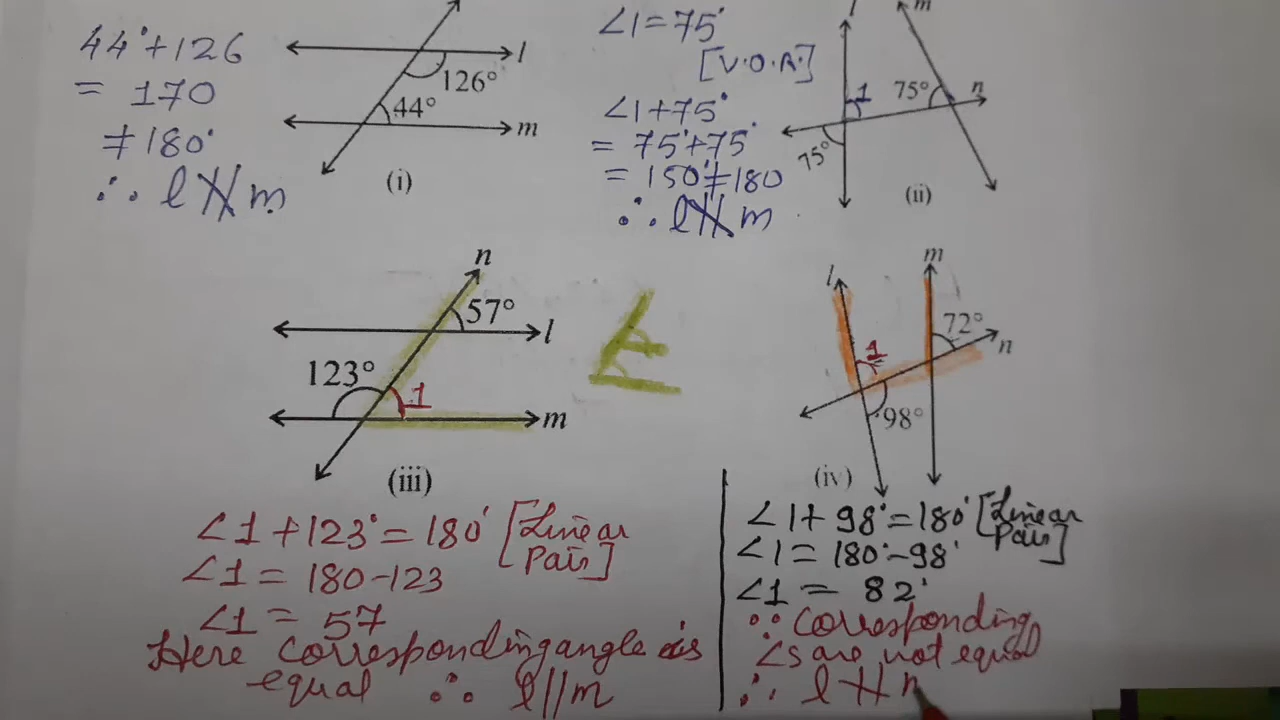 44°+126
= 170
≠ 180°
∴ l ∦ m
l
126°
44°
m
(i)
∠1=75°
[V.O.A.]
∠1+75°
= 75°+75°
= 150°≠180
∴ l∦m
l
m
1
75°
n
75°
(ii)
n
57°
l
123°
1
m
(iii)
E
l
m
72°
n
1
98°
(iv)
∠1+123°=180° [Linear Pair]
∠1 = 180-123
∠1 = 57
Here corresponding angle is
equal ∴ l||m
∠1+98°=180° [Linear Pair]
∠1= 180°-98°
∠1 = 82°
∵ corresponding
∠s are not equal
∴ l ∦